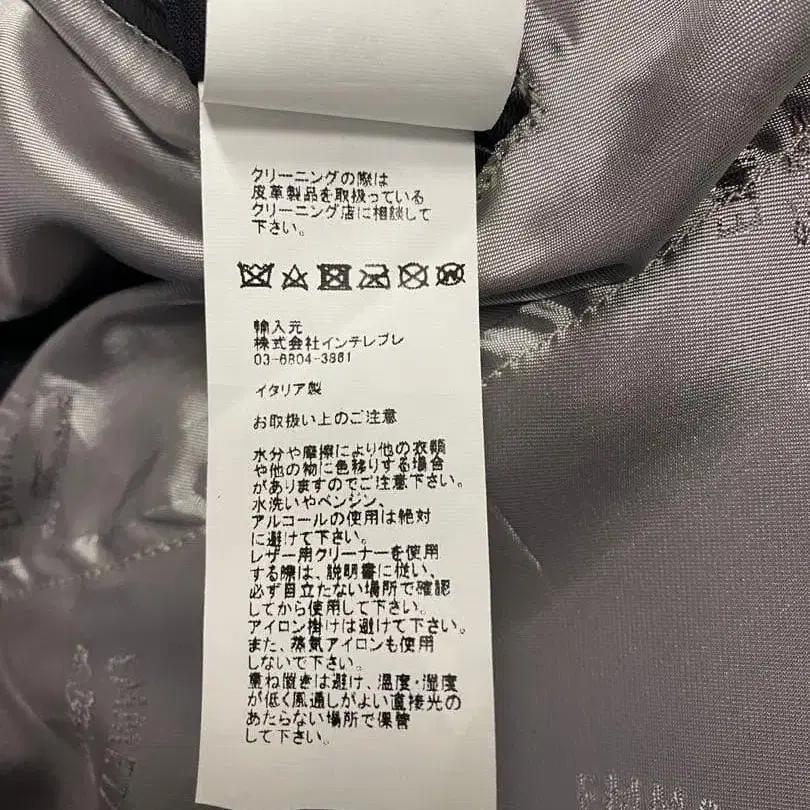 クリーニングの際は
皮革製品を取扱っている
クリーニング店に相談して
下さい。
輸入元
株式会社インテレプレ
03-6804-3861
イタリア製
お取扱い上のご注意
水分や摩擦により他の衣類
や他の物に色移りする場合
がありますのでご注意下さい。
水洗いやベンジン、
アルコールの使用は絶対
に避けて下さい。
レザー用クリーナーを使用
する際は、説明書に従い、
必ず目立たない場所で確認
してから使用して下さい。
アイロン掛けは避けて下さい。
また、蒸気アイロンも使用
しないで下さい。
重ね置きは避け、温度・湿度
が低く風通しがよい直接光の
あたらない場所で保管
して下さい。